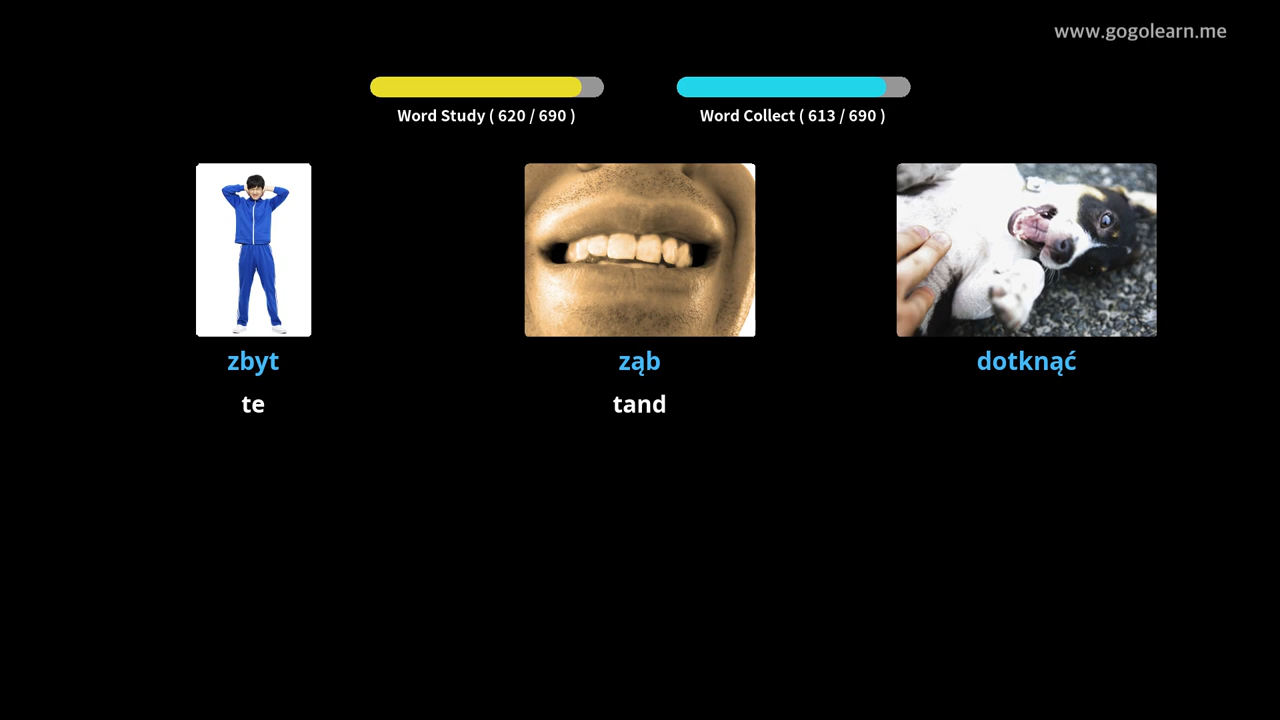 www.gogolearn.me
Word Study ( 620 / 690 )
Word Collect ( 613 / 690 )
zbyt
ząb
dotknąć
te
tand